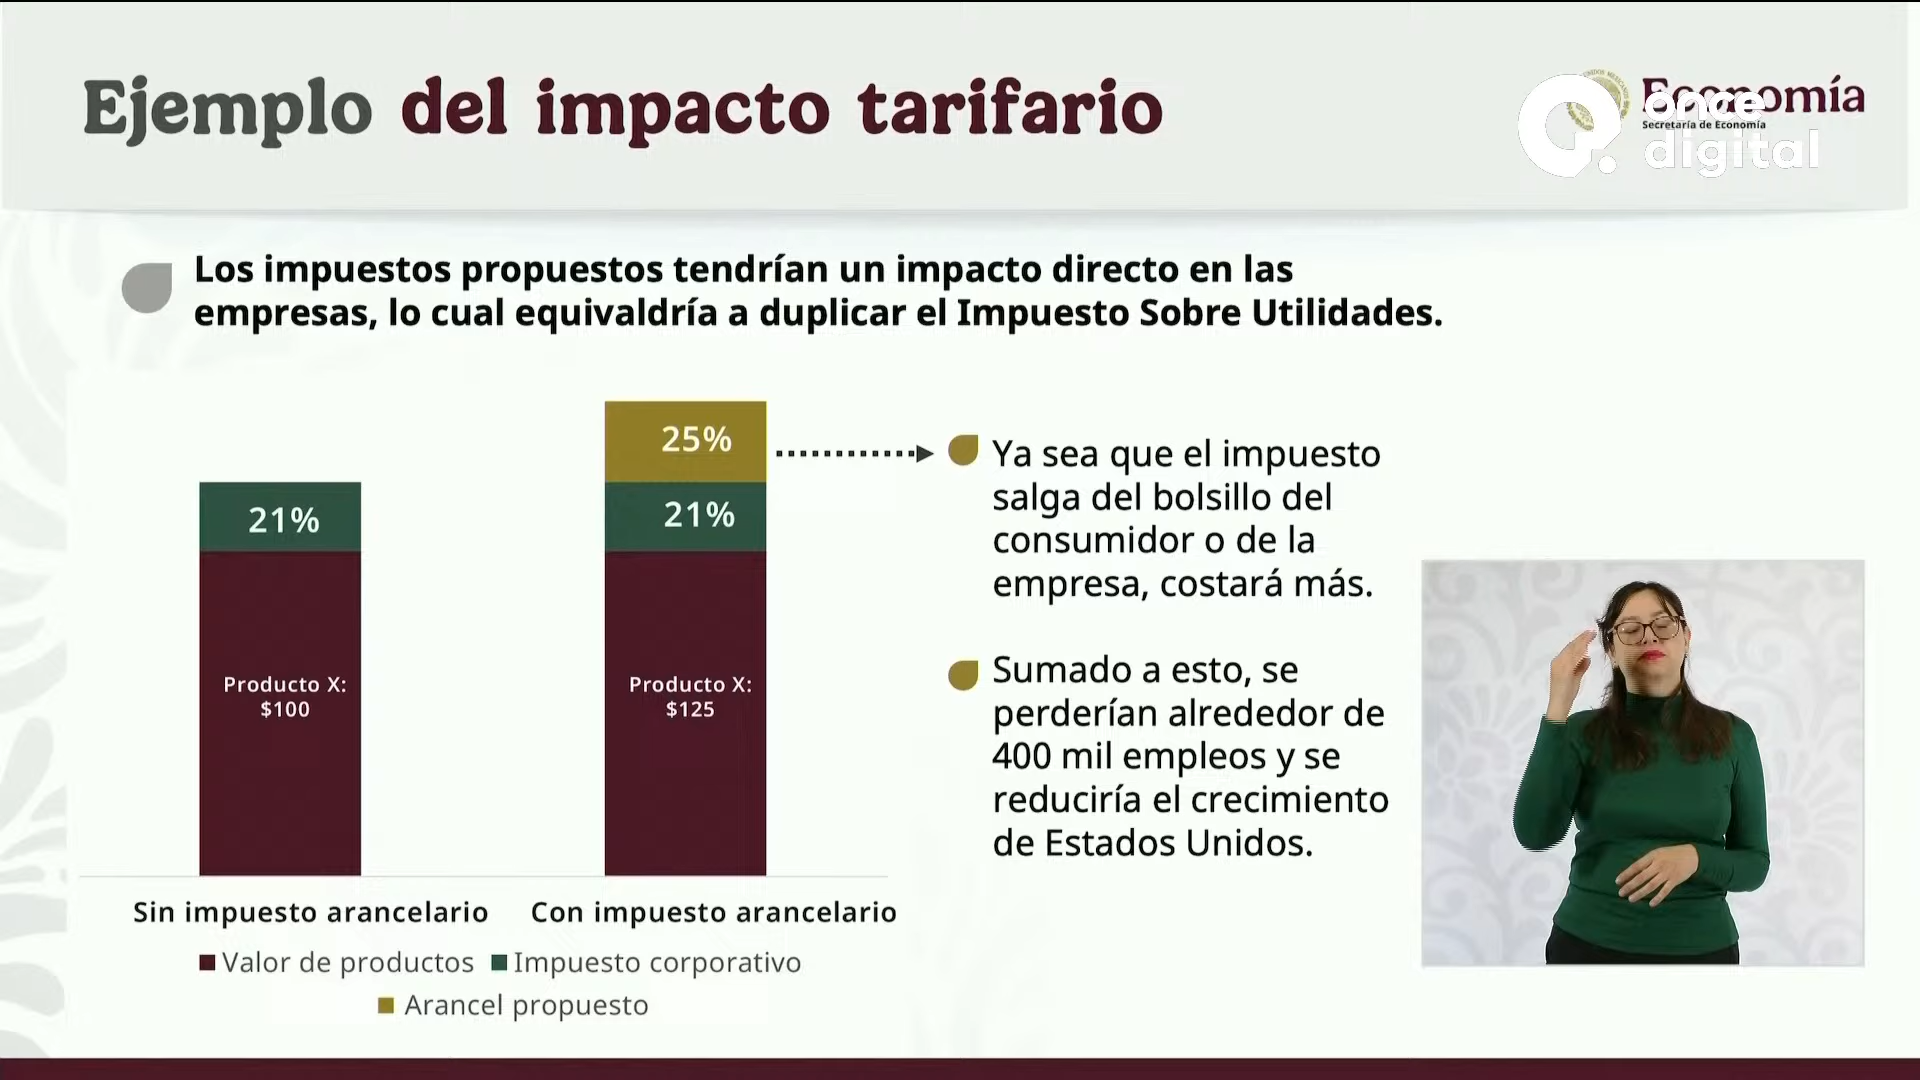 Ejemplo del impacto tarifario
Economía
Secretaría de Economía
once
digital
Los impuestos propuestos tendrían un impacto directo en las
empresas, lo cual equivaldría a duplicar el Impuesto Sobre Utilidades.
25%
21%
21%
Producto X:
$100
Producto X:
$125
Sin impuesto arancelario
Con impuesto arancelario
Valor de productos
Impuesto corporativo
Arancel propuesto
Ya sea que el impuesto
salga del bolsillo del
consumidor o de la
empresa, costará más.
Sumado a esto, se
perderían alrededor de
400 mil empleos y se
reduciría el crecimiento
de Estados Unidos.